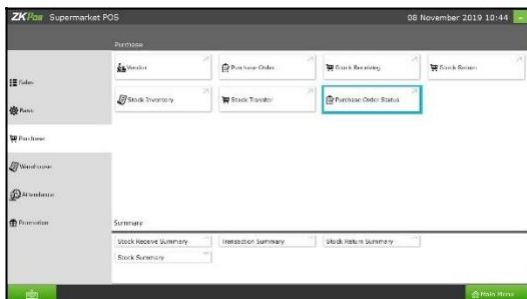 ZKPos Supermarket POS 08 November 2019 10:44
Purchase
Vendor Purchase Order Stock Receiving Stock Return
Sales
Stock Inventory Stock Transfer Purchase Order Status
Basic
Purchase
Warehouse
Attendance
Promotion
Summary
Stock Receive Summary Transaction Summary Stock Return Summary
Stock Summary
Main Menu